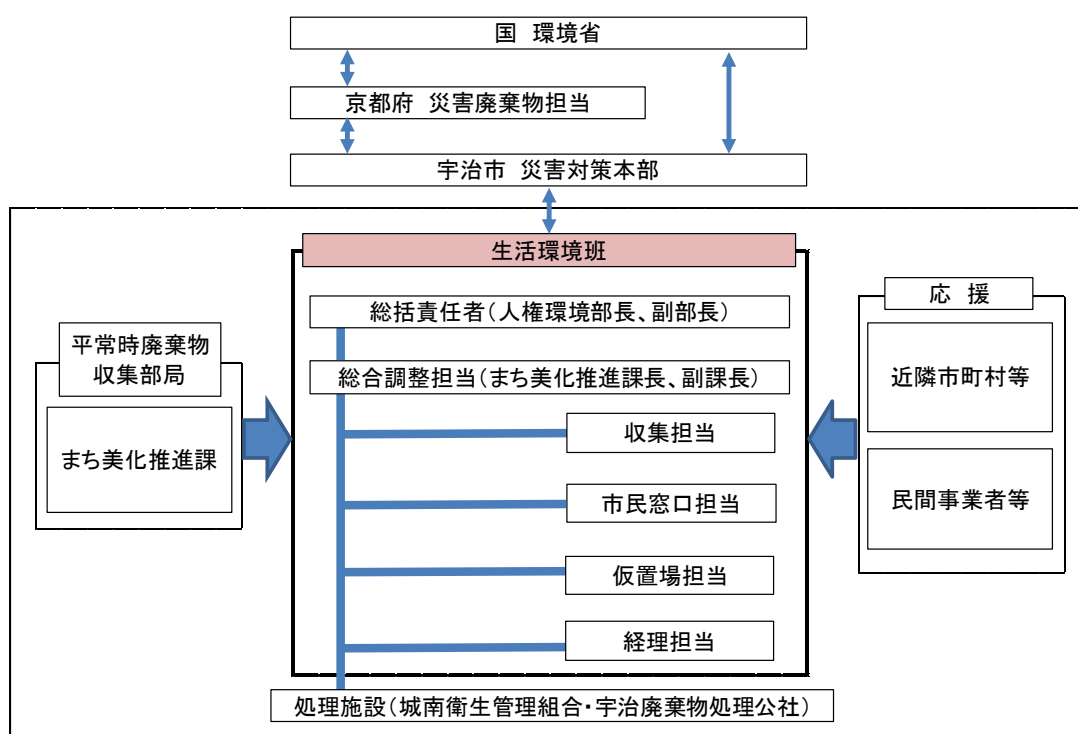 国 環境省
京都府 災害廃棄物担当
宇治市 災害対策本部
生活環境班
総括責任者(人権環境部長、副部長)
総合調整担当(まち美化推進課長、副課長)
収集担当
市民窓口担当
仮置場担当
経理担当
処理施設(城南衛生管理組合・宇治廃棄物処理公社)
平常時廃棄物
収集部局
まち美化推進課
応 援
近隣市町村等
民間事業者等